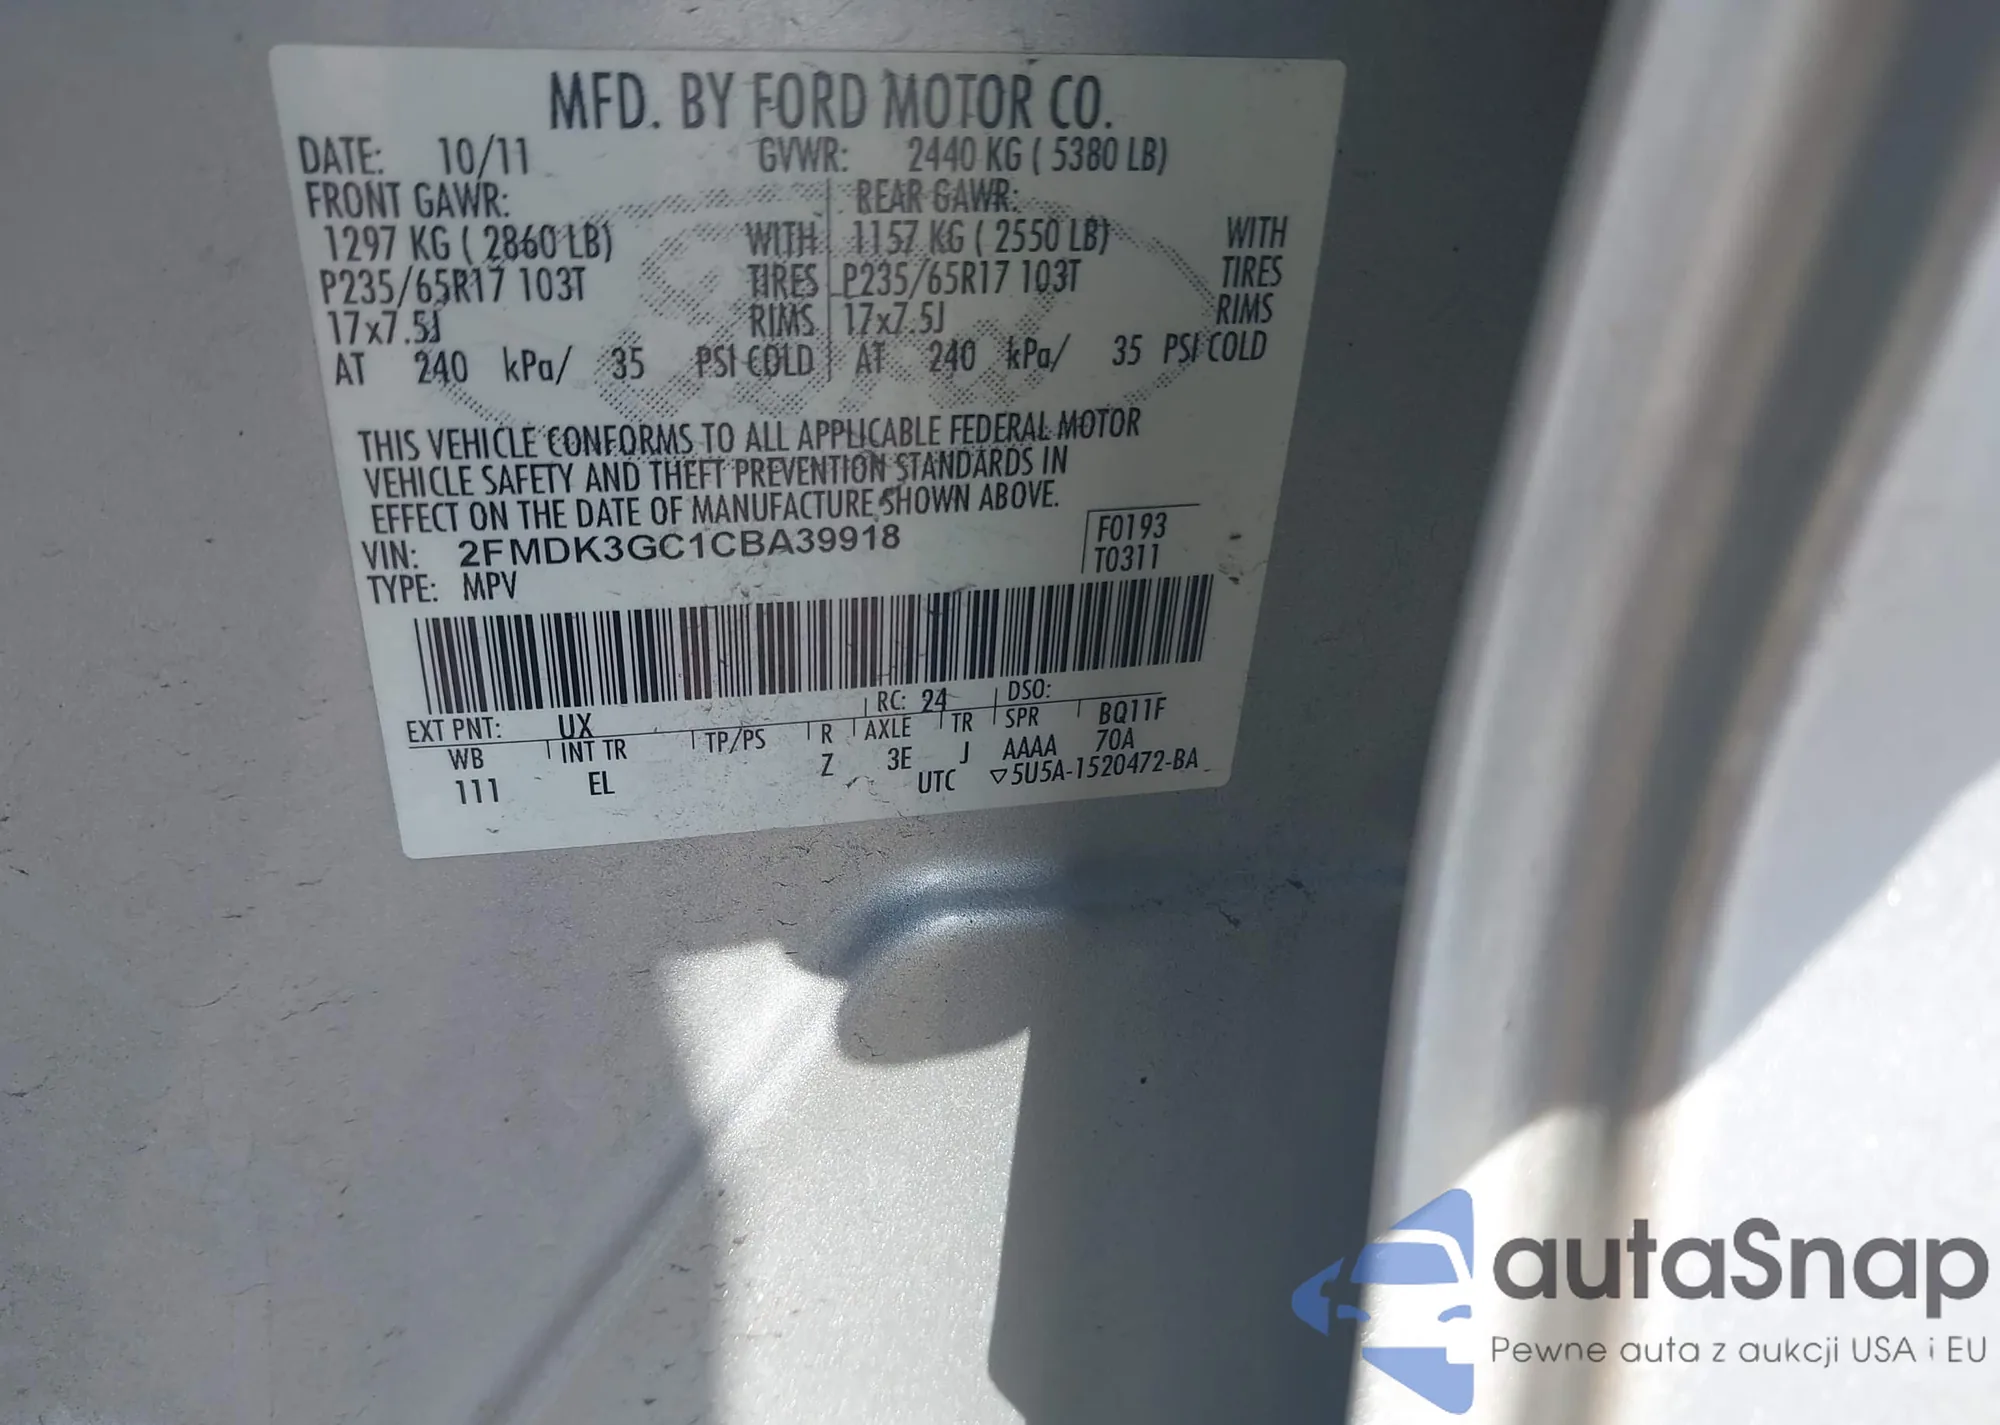 MFD. BY FORD MOTOR CO.
DATE: 10/11 GVWR: 2440 KG ( 5380 LB)
FRONT GAWR: REAR GAWR:
1297 KG ( 2860 LB) WITH 1157 KG ( 2550 LB) WITH
P235/65R17 103T TIRES P235/65R17 103T TIRES
17x7.5J RIMS 17x7.5J RIMS
AT 240 kPa/ 35 PSI COLD AT 240 kPa/ 35 PSI COLD
THIS VEHICLE CONFORMS TO ALL APPLICABLE FEDERAL MOTOR
VEHICLE SAFETY AND THEFT PREVENTION STANDARDS IN
EFFECT ON THE DATE OF MANUFACTURE SHOWN ABOVE.
VIN: 2FMDK3GC1CBA39918 F0193
TYPE: MPV T0311
EXT PNT: UX RC: 24 DSO:
WB INT TR TP/PS R AXLE TR SPR BQ11F
111 EL Z 3E J AAAA 70A
UTC ▽5U5A-1520472-BA
autaSnap
Pewne auta z aukcji USA i EU